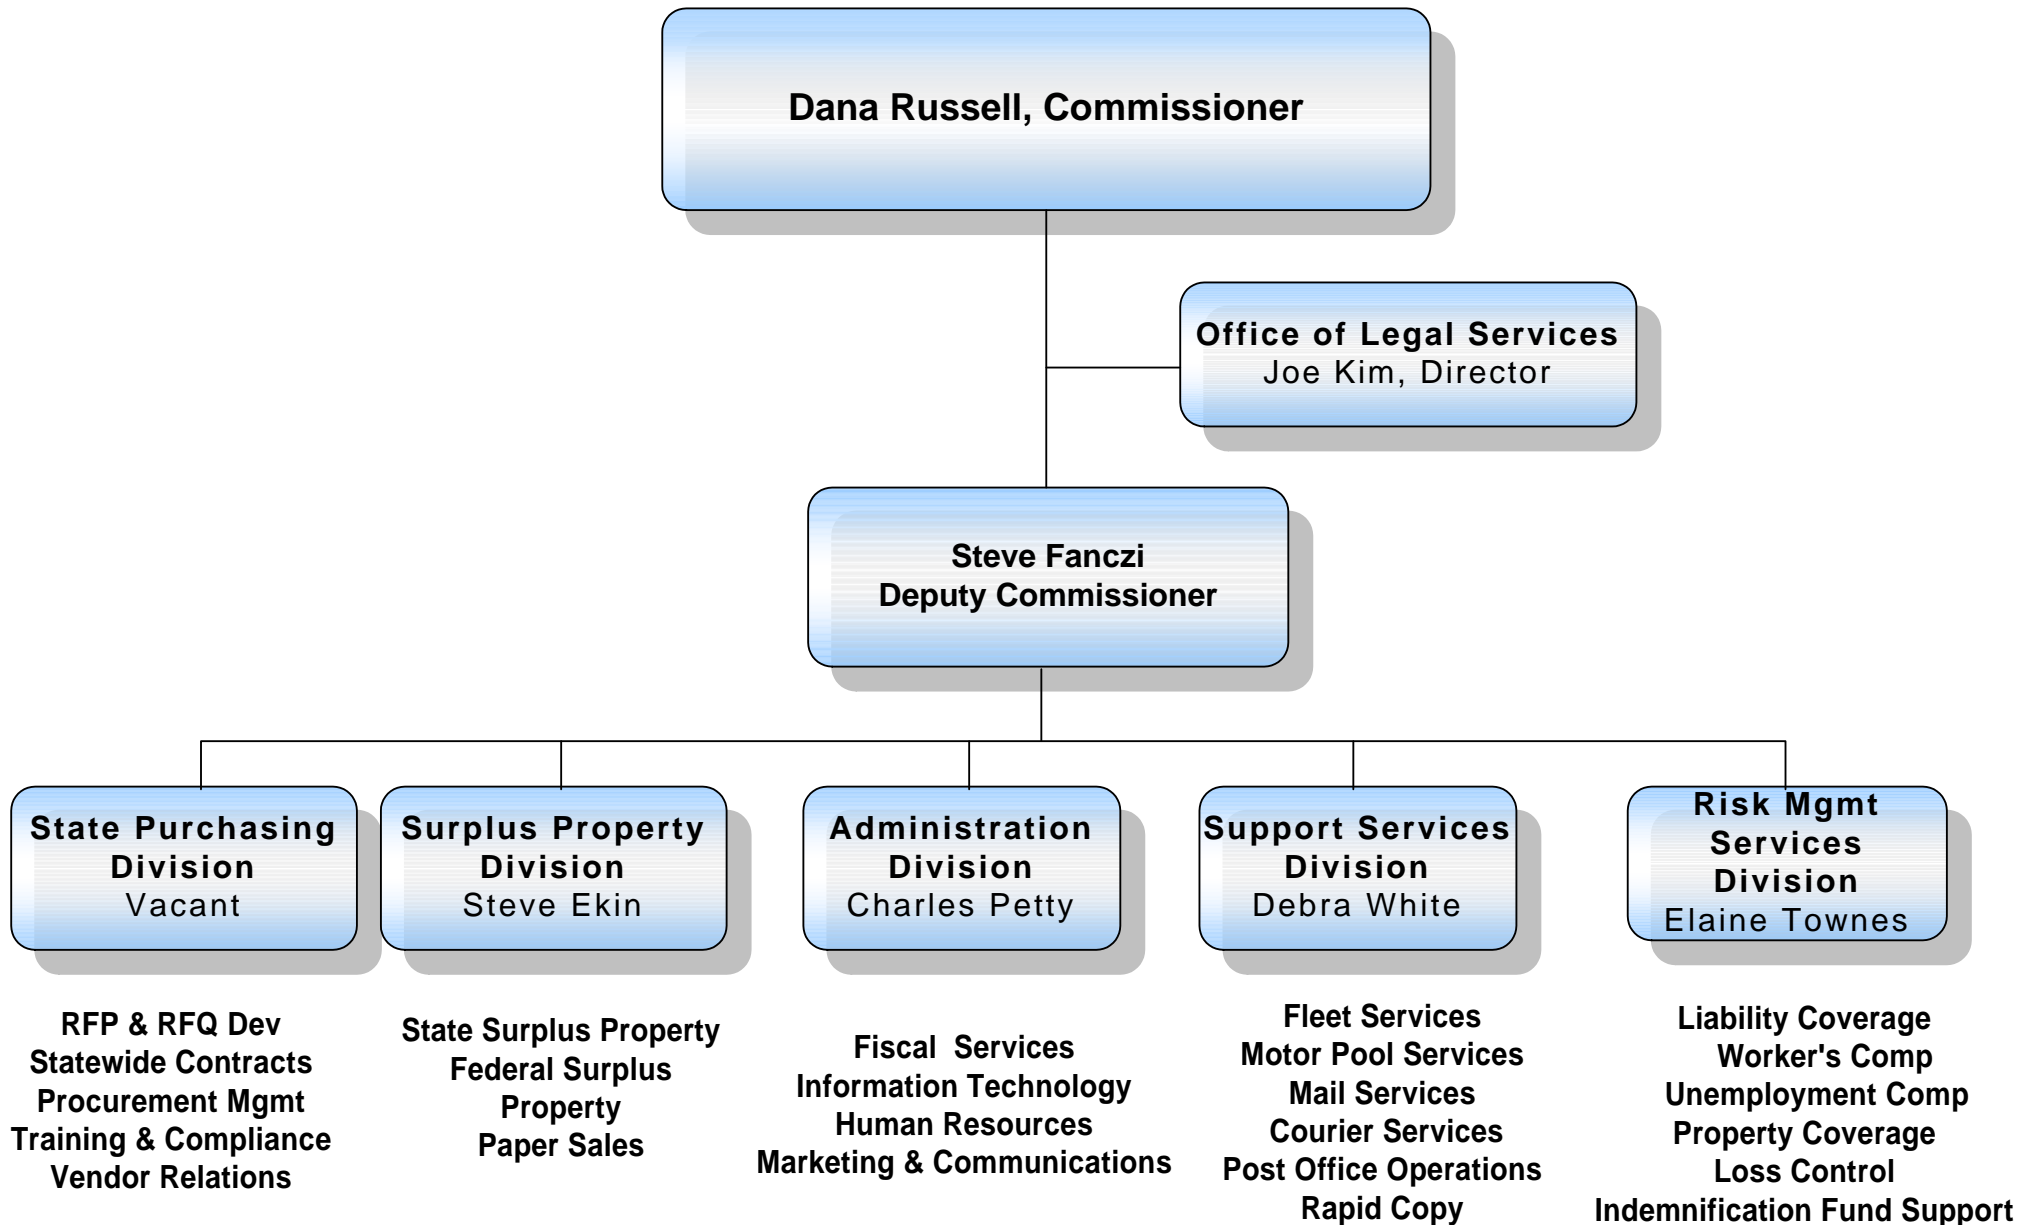 Dana Russell, Commissioner
Office of Legal Services
Joe Kim, Director
Steve Fanczi
Deputy Commissioner
State Purchasing
Division
Vacant
Surplus Property
Division
Steve Ekin
Administration
Division
Charles Petty
Support Services
Division
Debra White
Risk Mgmt
Services
Division
Elaine Townes
RFP & RFQ Dev
Statewide Contracts
Procurement Mgmt
Training & Compliance
Vendor Relations
State Surplus Property
Federal Surplus
Property
Paper Sales
Fiscal  Services
Information Technology
Human Resources
Marketing & Communications
Fleet Services
Motor Pool Services
Mail Services
Courier Services
Post Office Operations
Rapid Copy
Liability Coverage
Worker's Comp
Unemployment Comp
Property Coverage
Loss Control
Indemnification Fund Support